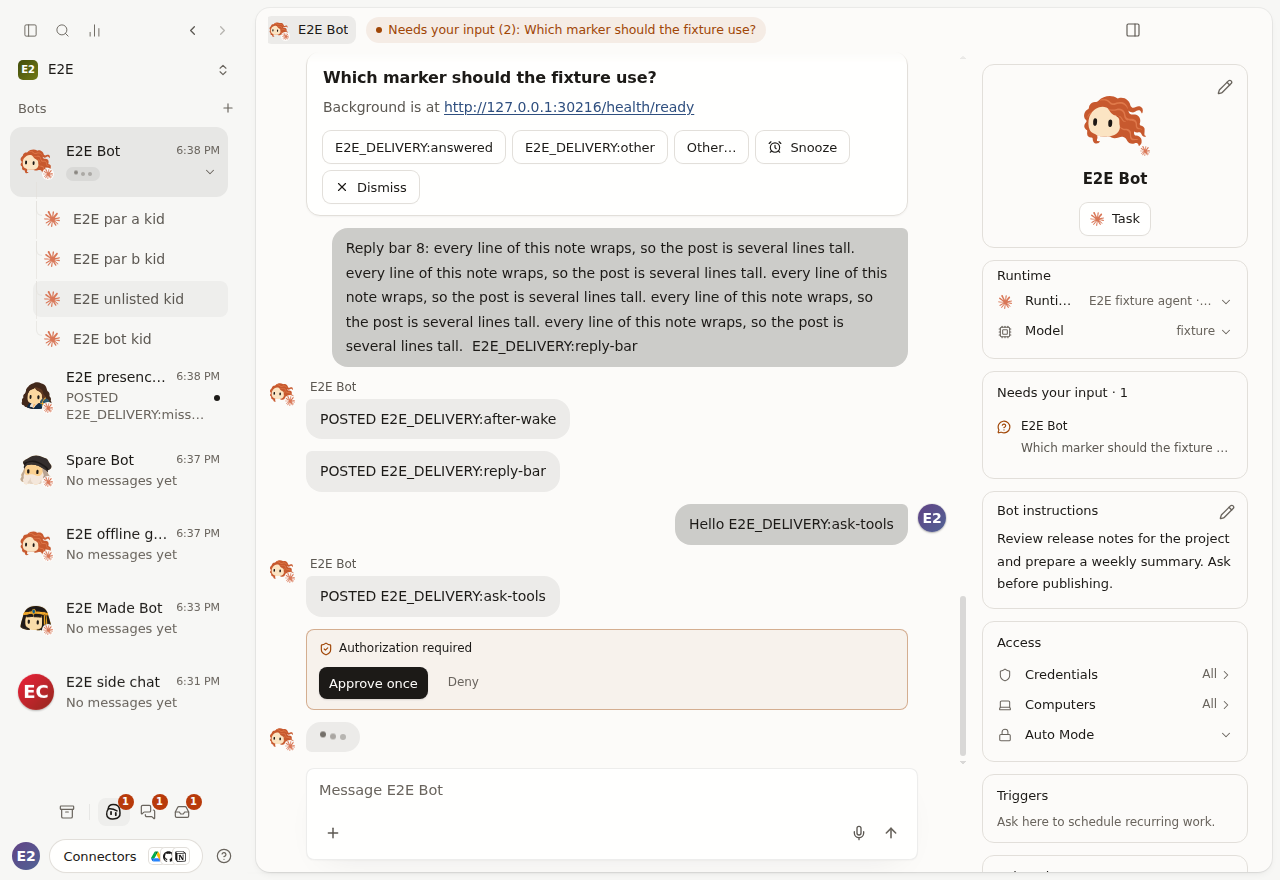 E2 E2E
Bots
E2E Bot 6:38 PM
E2E par a kid
E2E par b kid
E2E unlisted kid
E2E bot kid
E2E presenc… 6:38 PM
POSTED
E2E_DELIVERY:miss…
Spare Bot 6:37 PM
No messages yet
E2E offline g… 6:37 PM
No messages yet
E2E Made Bot 6:33 PM
No messages yet
EC E2E side chat 6:31 PM
No messages yet
1 1 1
E2 Connectors
E2E Bot Needs your input (2): Which marker should the fixture use?
Which marker should the fixture use?
Background is at http://127.0.0.1:30216/health/ready
E2E_DELIVERY:answered E2E_DELIVERY:other Other… Snooze
Dismiss
Reply bar 8: every line of this note wraps, so the post is several lines tall.
every line of this note wraps, so the post is several lines tall. every line of this
note wraps, so the post is several lines tall. every line of this note wraps, so
the post is several lines tall. every line of this note wraps, so the post is
several lines tall.  E2E_DELIVERY:reply-bar
E2E Bot
POSTED E2E_DELIVERY:after-wake
POSTED E2E_DELIVERY:reply-bar
Hello E2E_DELIVERY:ask-tools E2
E2E Bot
POSTED E2E_DELIVERY:ask-tools
Authorization required
Approve once Deny
Message E2E Bot
E2E Bot
Task
Runtime
Runti… E2E fixture agent ·…
Model fixture
Needs your input · 1
E2E Bot
Which marker should the fixture …
Bot instructions
Review release notes for the project
and prepare a weekly summary. Ask
before publishing.
Access
Credentials All
Computers All
Auto Mode
Triggers
Ask here to schedule recurring work.